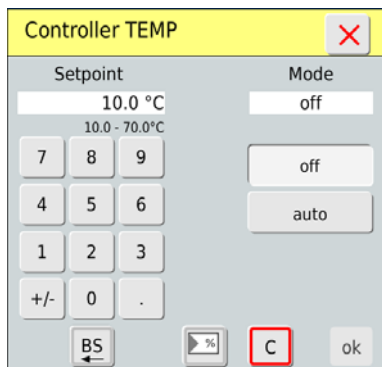 Controller TEMP
Setpoint Mode
10.0 °C off
10.0 - 70.0°C
7 8 9 off
4 5 6 auto
1 2 3
+/- 0 .
BS % C ok